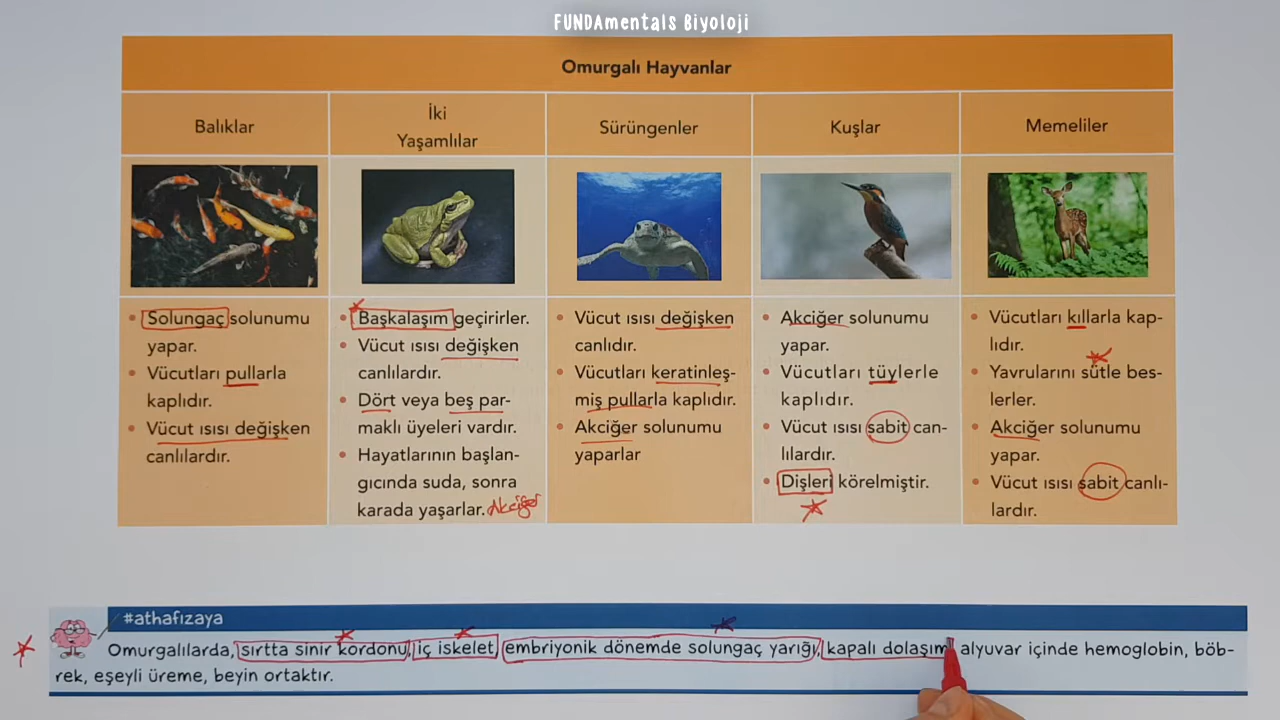 FUNDAmentals Biyoloji
Omurgalı Hayvanlar
Balıklar
İki
Yaşamlılar
Sürüngenler
Kuşlar
Memeliler
• Solungaç solunumu
yapar.
• Vücutları pullarla
kaplıdır.
• Vücut ısısı değişken
canlılardır.
• Başkalaşım geçirirler.
• Vücut ısısı değişken
canlılardır.
• Dört veya beş par-
maklı üyeleri vardır.
• Hayatlarının başlan-
gıcında suda, sonra
karada yaşarlar. Akciğer
• Vücut ısısı değişken
canlıdır.
• Vücutları keratinleş-
miş pullarla kaplıdır.
• Akciğer solunumu
yaparlar
• Akciğer solunumu
yapar.
• Vücutları tüylerle
kaplıdır.
• Vücut ısısı sabit can-
lılardır.
• Dişleri körelmiştir.
• Vücutları kıllarla kap-
lıdır.
• Yavrularını sütle bes-
lerler.
• Akciğer solunumu
yapar.
• Vücut ısısı sabit canlı-
lardır.
#athafızaya
Omurgalılarda, sırtta sinir kordonu, iç iskelet, embriyonik dönemde solungaç yarığı, kapalı dolaşım, alyuvar içinde hemoglobin, böb-
rek, eşeyli üreme, beyin ortaktır.